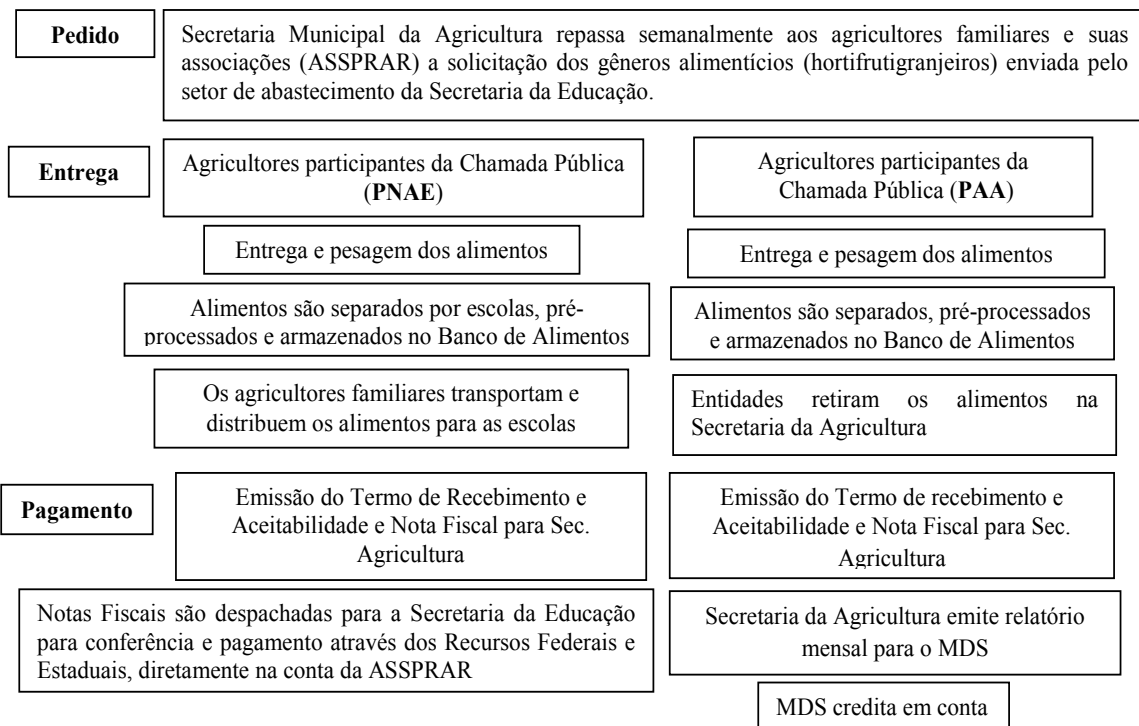 Pedido
Secretaria Municipal da Agricultura repassa semanalmente aos agricultores familiares e suas
associações (ASSPRAR) a solicitação dos gêneros alimentícios (hortifrutigranjeiros) enviada pelo
setor de abastecimento da Secretaria da Educação.
Entrega
Agricultores participantes da Chamada Pública
(PNAE)
Agricultores participantes da
Chamada Pública (PAA)
Entrega e pesagem dos alimentos
Entrega e pesagem dos alimentos
Alimentos são separados por escolas, pré-
processados e armazenados no Banco de Alimentos
Alimentos são separados, pré-processados
e armazenados no Banco de Alimentos
Os agricultores familiares transportam e
distribuem os alimentos para as escolas
Entidades retiram os alimentos na
Secretaria da Agricultura
Pagamento
Emissão do Termo de Recebimento e
Aceitabilidade e Nota Fiscal para Sec.
Agricultura
Emissão do Termo de recebimento e
Aceitabilidade e Nota Fiscal para Sec.
Agricultura
Notas Fiscais são despachadas para a Secretaria da Educação
para conferência e pagamento através dos Recursos Federais e
Estaduais, diretamente na conta da ASSPRAR
Secretaria da Agricultura emite relatório
mensal para o MDS
MDS credita em conta